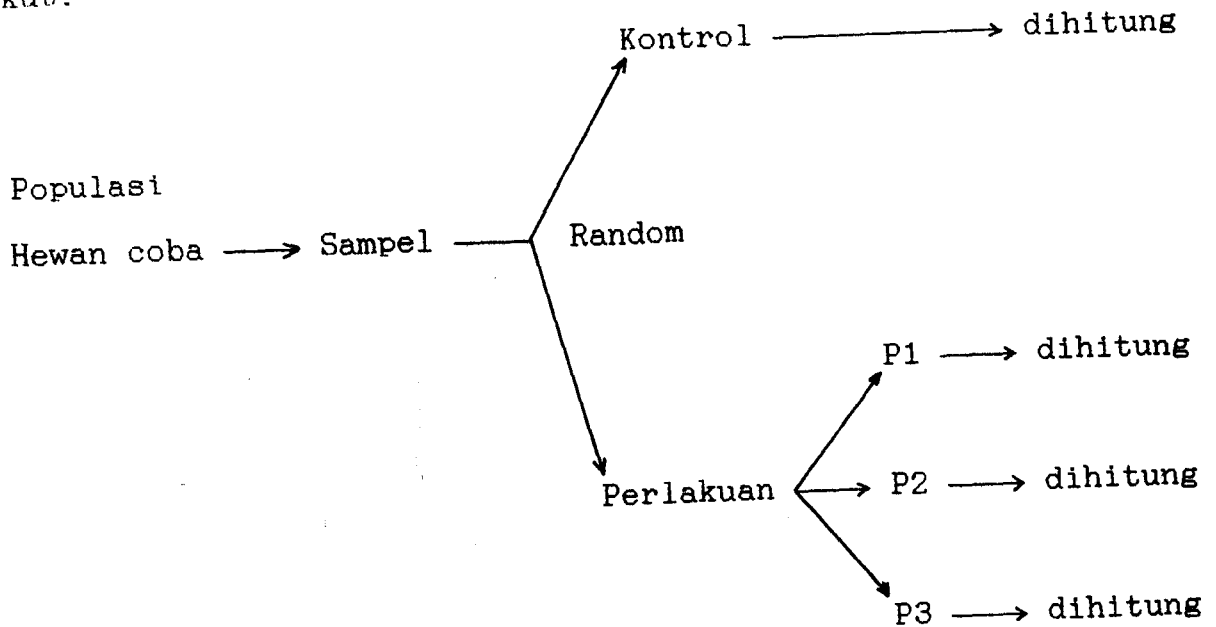 Kontrol dihitung
Populasi
Hewan coba Sampel Random
P1 dihitung
Perlakuan P2 dihitung
P3 dihitung